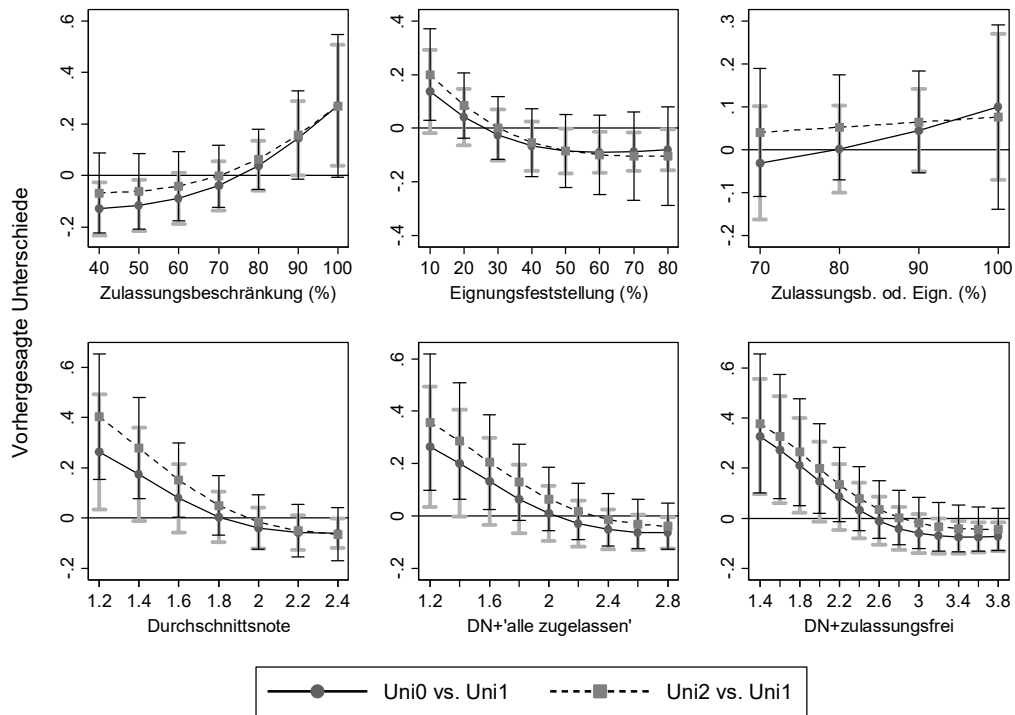 Vorhergesagte Unterschiede
.6
.4
.2
0
-.2
40 50 60 70 80 90 100
Zulassungsbeschränkung (%)
.4
.2
0
-.2
-.4
10 20 30 40 50 60 70 80
Eignungsfeststellung (%)
.3
.2
.1
0
.1
.2
70 80 90 100
Zulassungsb. od. Eign. (%)
.6
.4
.2
0
-.2
1.2 1.4 1.6 1.8 2 2.2 2.4
Durchschnittsnote
.6
.4
.2
0
-.2
1.2 1.6 2 2.4 2.8
DN+'alle zugelassen'
.6
.4
.2
0
-.2
1.4 1.8 2.2 2.6 3 3.4 3.8
DN+zulassungsfrei
Uni0 vs. Uni1 Uni2 vs. Uni1